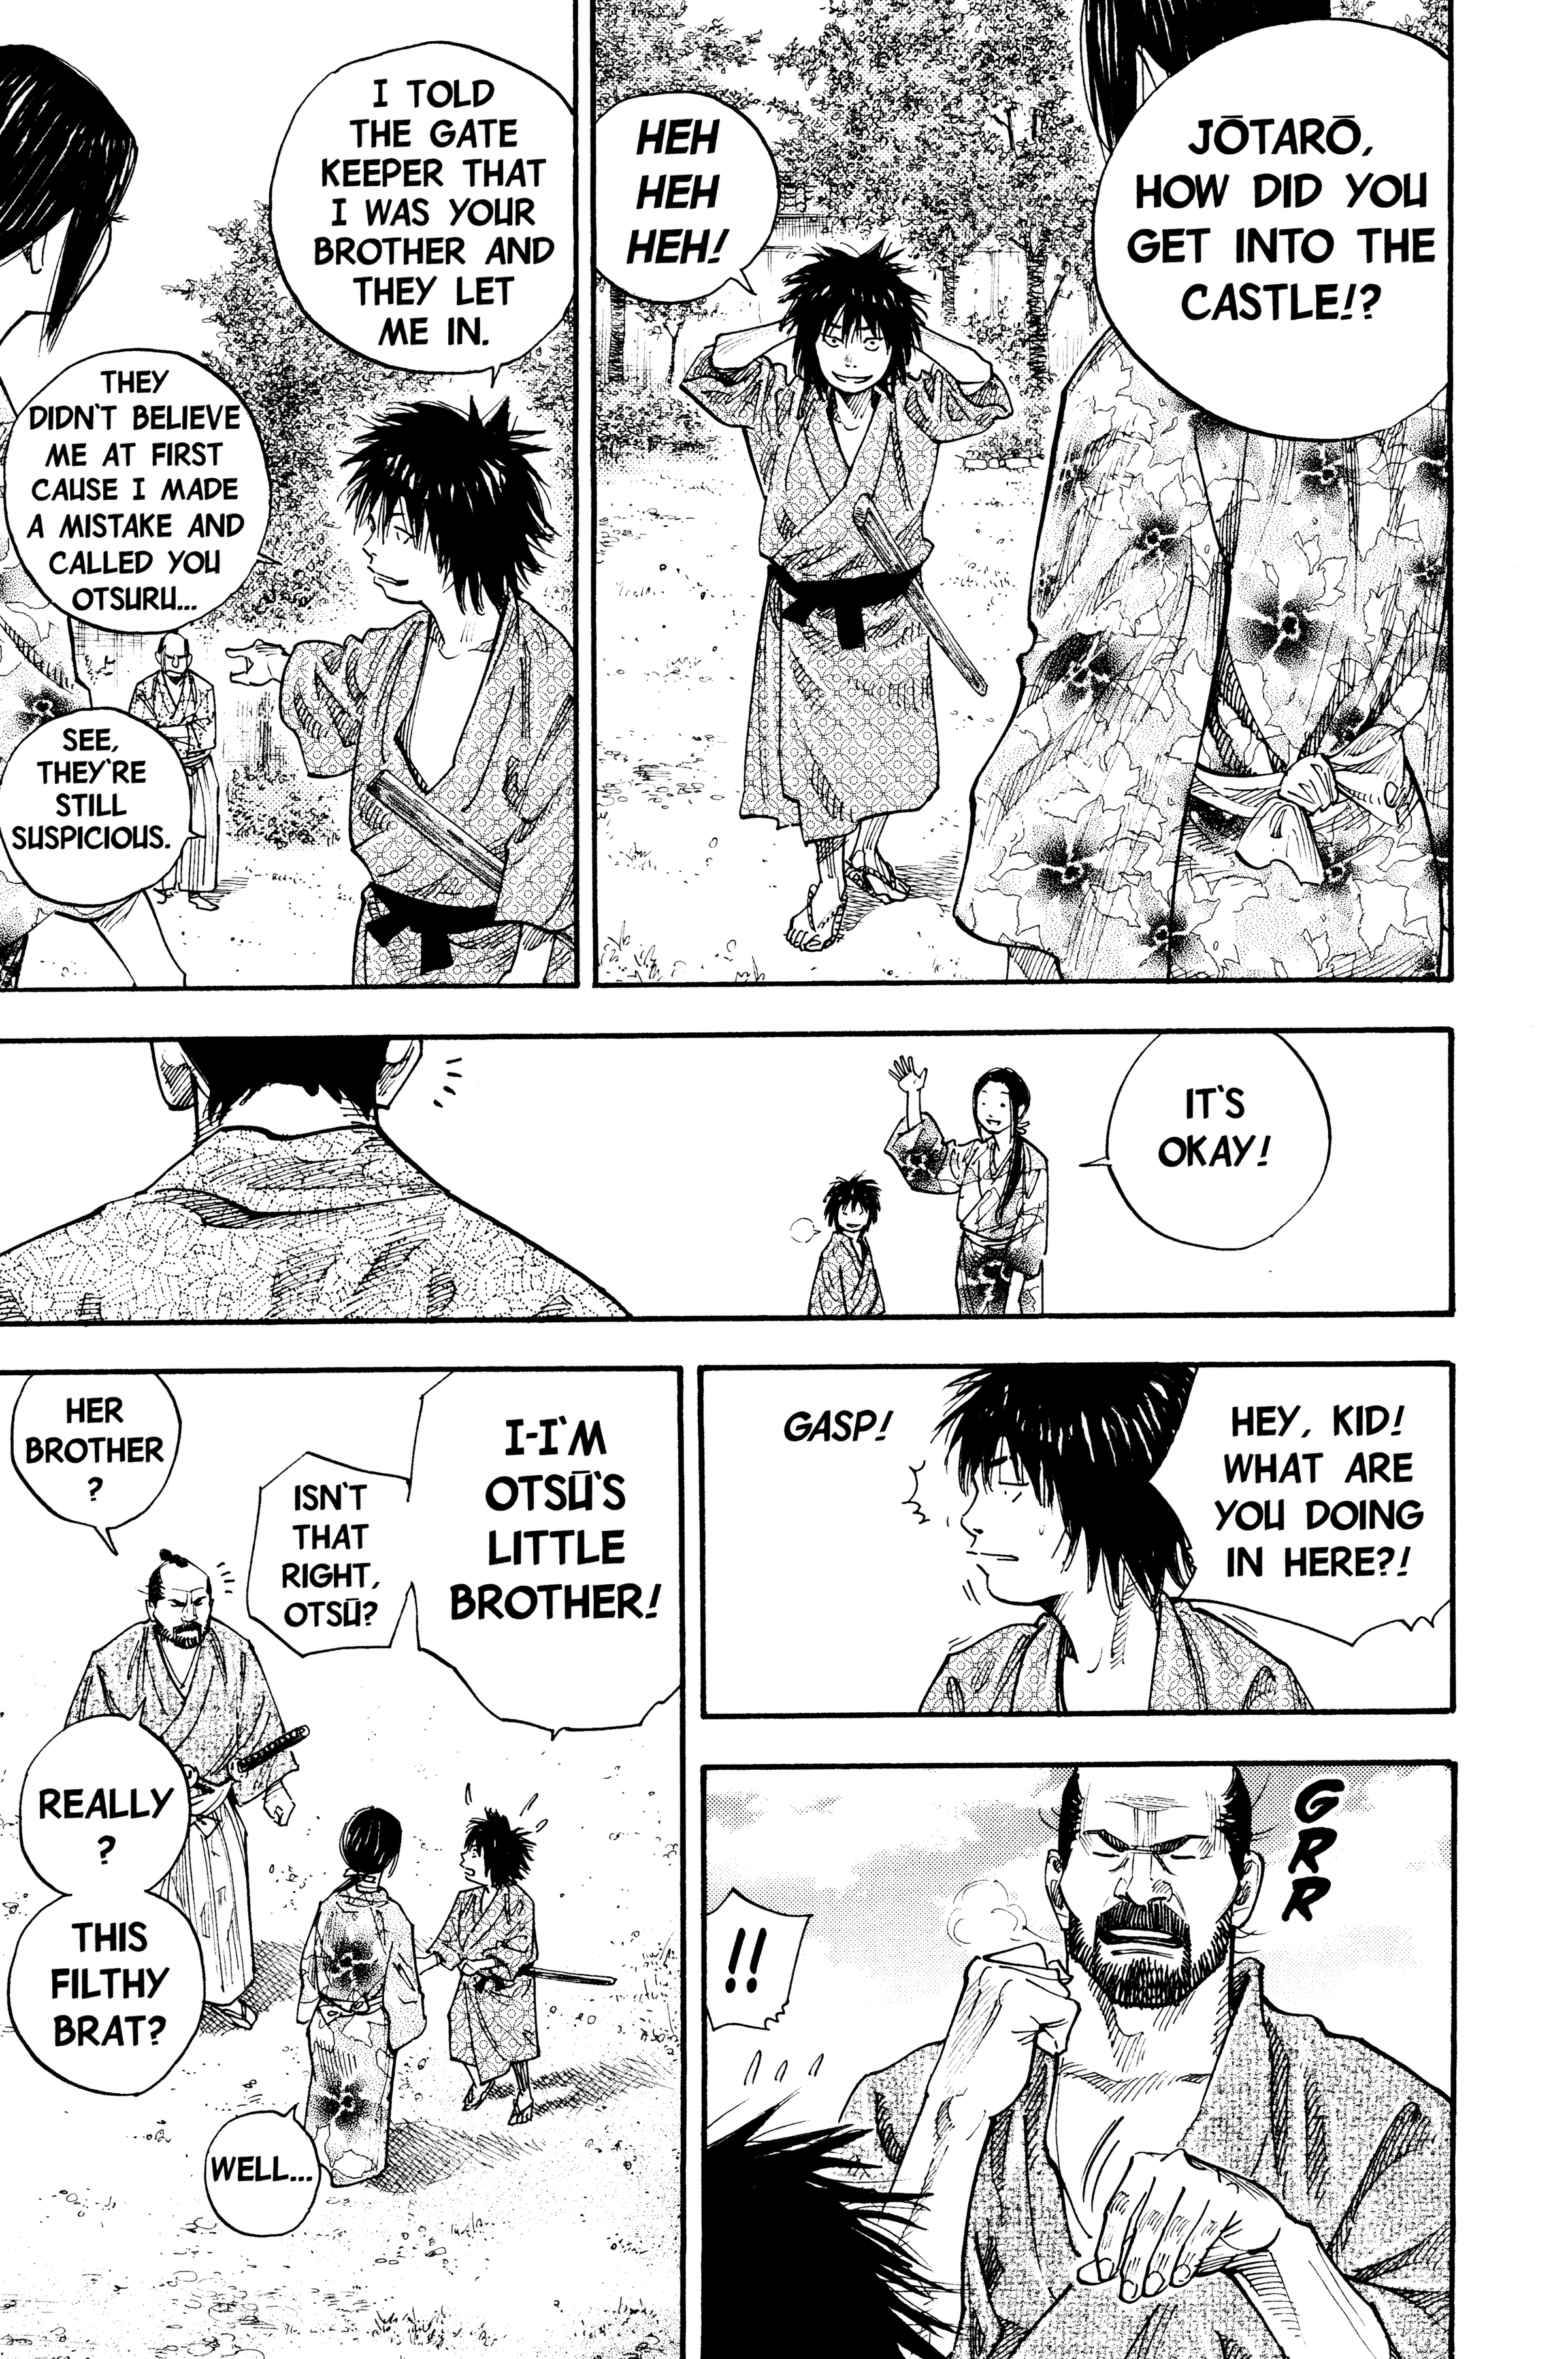 JŌTARŌ,
HOW DID YOU
GET INTO THE
CASTLE!?
HEH
HEH
HEH!
I TOLD
THE GATE
KEEPER THAT
I WAS YOUR
BROTHER AND
THEY LET
ME IN.
THEY
DIDN'T BELIEVE
ME AT FIRST
CAUSE I MADE
A MISTAKE AND
CALLED YOU
OTSURU...
SEE,
THEY'RE
STILL
SUSPICIOUS.
IT'S
OKAY!
HEY, KID!
WHAT ARE
YOU DOING
IN HERE?!
GASP!
GRR
!!
I-I'M
OTSŪ'S
LITTLE
BROTHER!
ISN'T
THAT
RIGHT,
OTSŪ?
HER
BROTHER
?
REALLY
?
THIS
FILTHY
BRAT?
WELL...